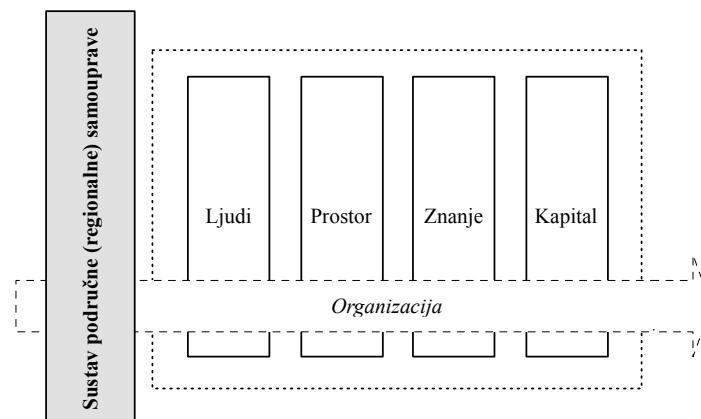 Sustav područne (regionalne) samouprave
Ljudi
Prostor
Znanje
Kapital
Organizacija